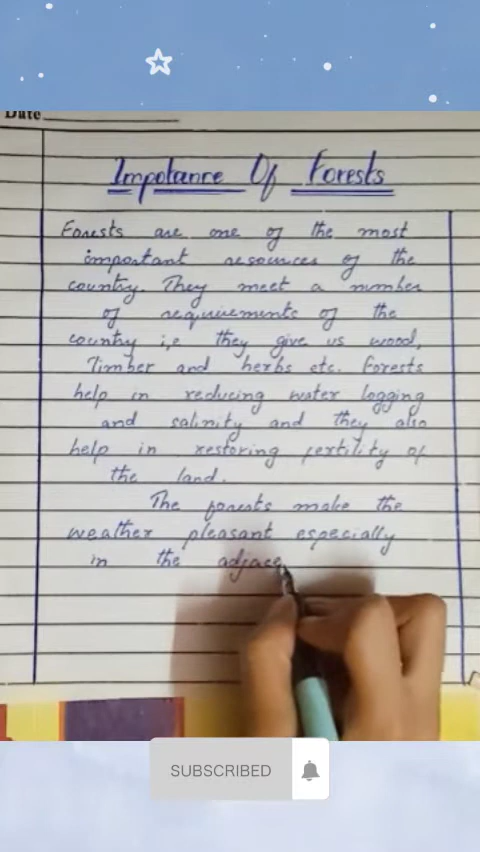 Date
Impotance Of Forests
Forests are one of the most
important resources of the
country. They meet a number
of requirements of the
country i,e they give us wood,
Timber and herbs etc. Forests
help in reducing water logging
and salinity and they also
help in restoring fertility of
the land.
The forests make the
weather pleasant especially
in the adjace
SUBSCRIBED